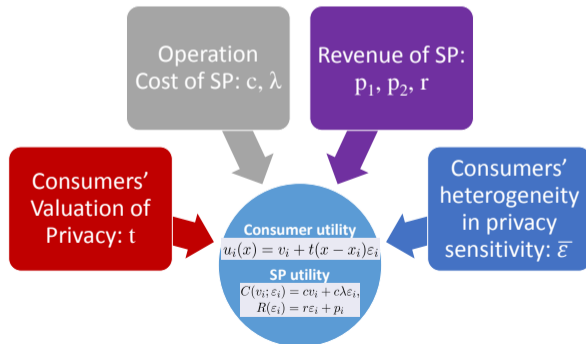 Operation
Cost of SP: c, λ
Revenue of SP:
p₁, p₂, r
Consumers'
Valuation of
Privacy: t
Consumers'
heterogeneity
in privacy
sensitivity: ε̅
Consumer utility
uᵢ(x) = vᵢ + t(x − xᵢ)εᵢ
SP utility
C(vᵢ; εᵢ) = cvᵢ + cλεᵢ,
R(εᵢ) = rεᵢ + pᵢ